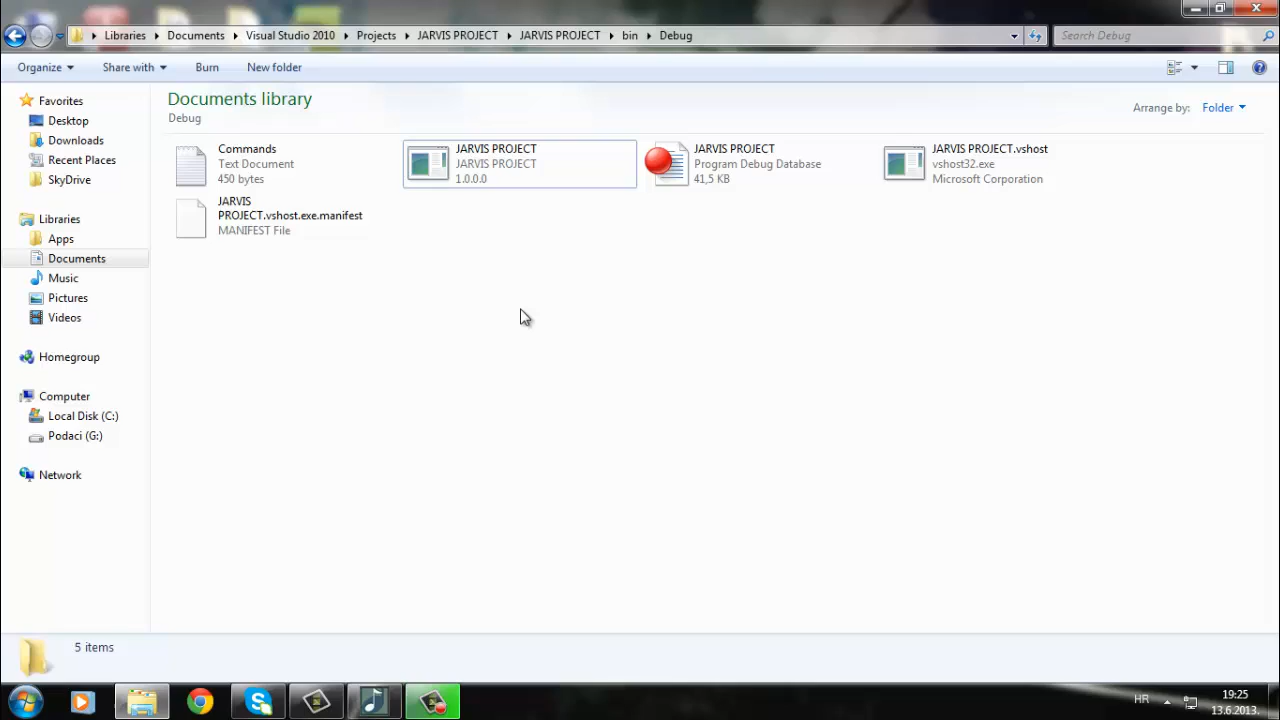 Libraries Documents Visual Studio 2010 Projects JARVIS PROJECT JARVIS PROJECT bin Debug
Search Debug
Organize Share with Burn New folder
Documents library
Debug
Arrange by: Folder
Favorites
Desktop
Downloads
Recent Places
SkyDrive
Libraries
Apps
Documents
Music
Pictures
Videos
Homegroup
Computer
Local Disk (C:)
Podaci (G:)
Network
Commands
Text Document
450 bytes
JARVIS PROJECT
JARVIS PROJECT
1.0.0.0
JARVIS PROJECT
Program Debug Database
41,5 KB
JARVIS PROJECT.vshost
vshost32.exe
Microsoft Corporation
JARVIS
PROJECT.vshost.exe.manifest
MANIFEST File
5 items
HR
19:25
13.6.2013.